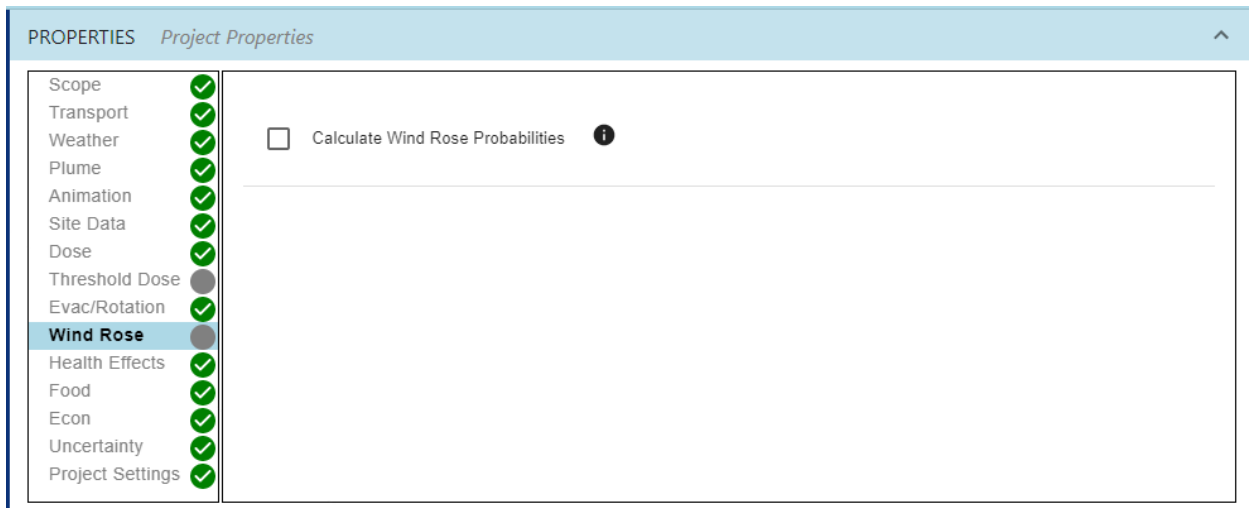 PROPERTIES Project Properties
Scope
Transport
Weather
Calculate Wind Rose Probabilities
Plume
Animation
Site Data
Dose
Threshold Dose
Evac/Rotation
Wind Rose
Health Effects
Food
Econ
Uncertainty
Project Settings